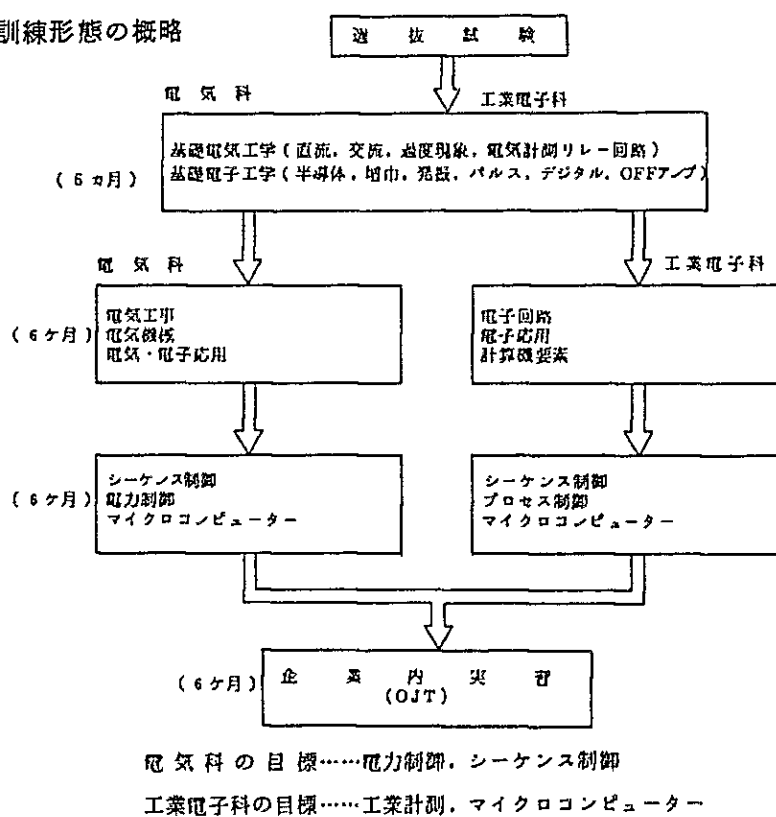 訓練形態の概略
選抜試験
電気科
工業電子科
基礎電気工学(直流,交流,過度現象,電気計測リレー回路)
(6ヵ月)
基礎電子工学(半導体,増巾,発振,パルス,デジタル,OFFアンプ)
電気科
工業電子科
(6ケ月)
電気工事
電気機械
電気・電子応用
電子回路
電子応用
計算機要素
(6ケ月)
シーケンス制御
電力制御
マイクロコンピューター
シーケンス制御
プロセス制御
マイクロコンピューター
(6ケ月)
企業内実習
(OJT)
電気科の目標……電力制御,シーケンス制御
工業電子科の目標……工業計測,マイクロコンピューター